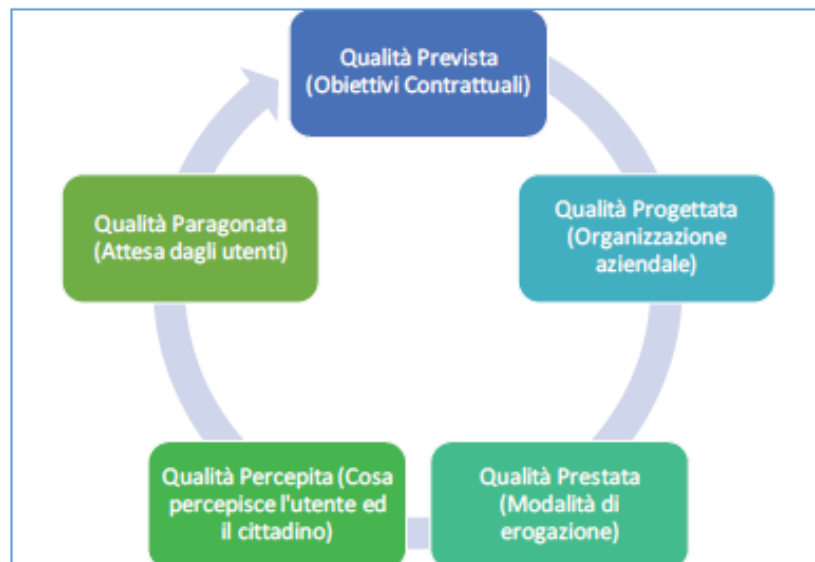 Qualità Prevista
(Obiettivi Contrattuali)
Qualità Progettata
(Organizzazione
aziendale)
Qualità Prestata
(Modalità di
erogazione)
Qualità Percepita (Cosa
percepisce l'utente ed
il cittadino)
Qualità Paragonata
(Attesa dagli utenti)